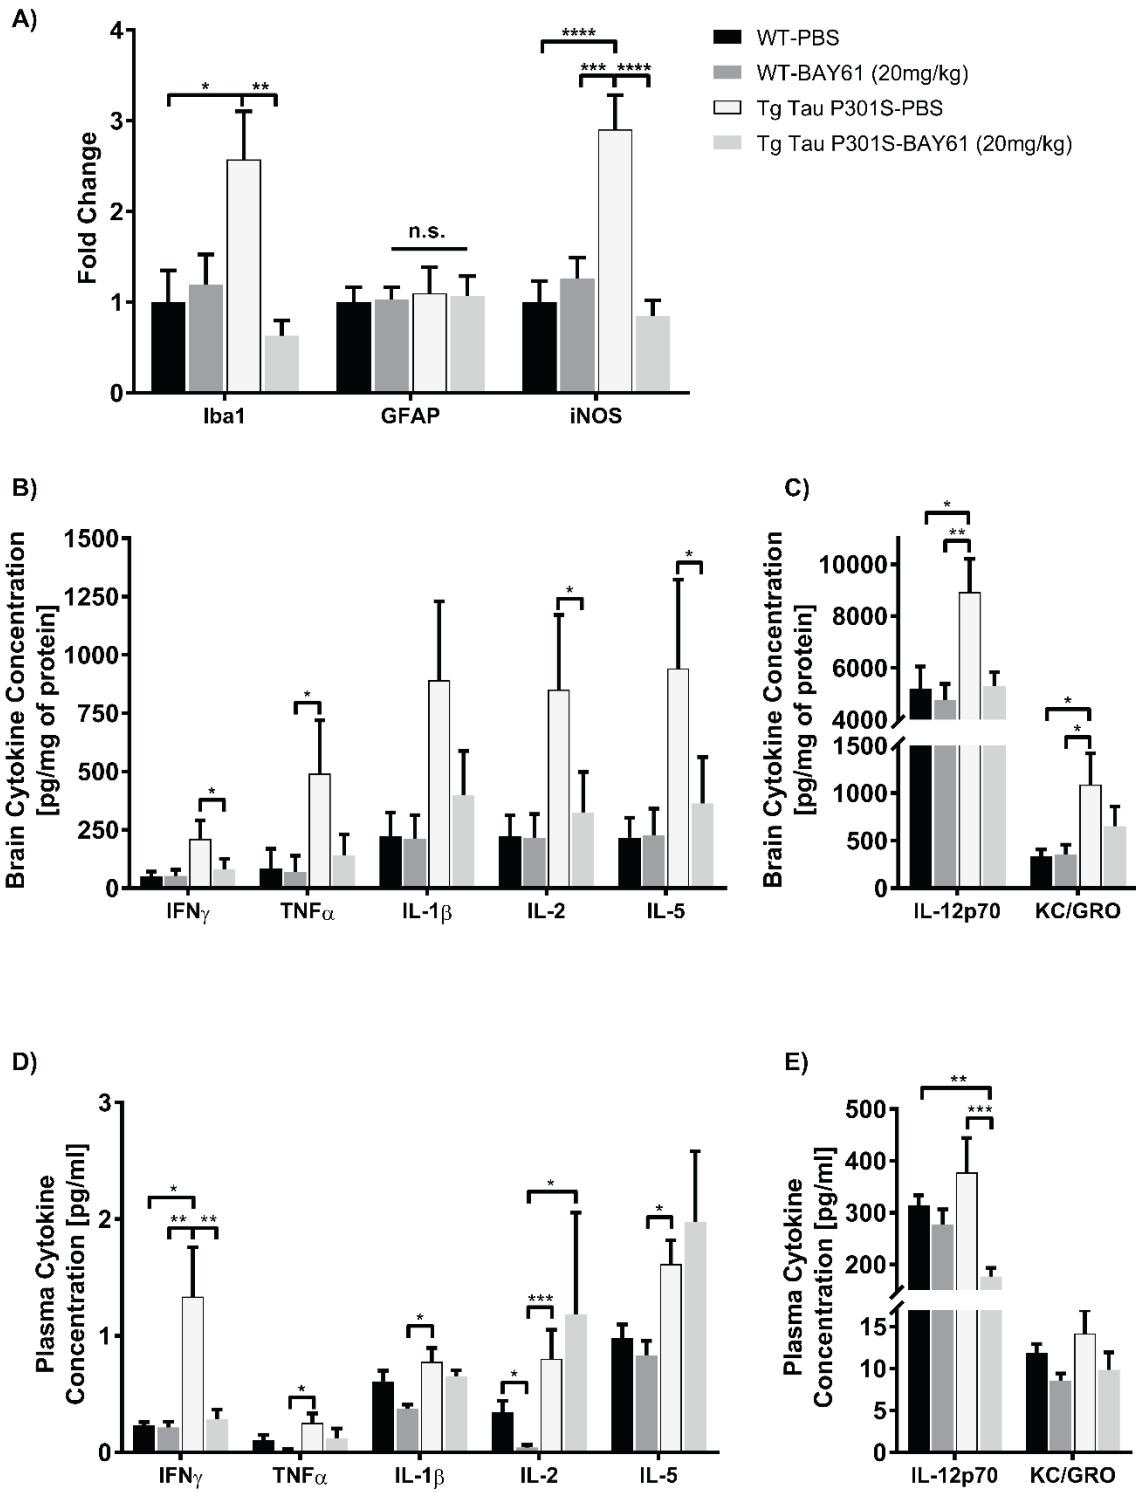 A)
Fold Change
4
3
2
1
0
*
**
n.s.
****
***
****
Iba1
GFAP
iNOS
WT-PBS
WT-BAY61 (20mg/kg)
Tg Tau P301S-PBS
Tg Tau P301S-BAY61 (20mg/kg)
B)
Brain Cytokine Concentration
[pg/mg of protein]
1500
1250
1000
750
500
250
0
*
*
*
*
IFNγ
TNFα
IL-1β
IL-2
IL-5
C)
Brain Cytokine Concentration
[pg/mg of protein]
10000
8000
6000
4000
1500
1000
500
0
*
**
*
*
IL-12p70
KC/GRO
D)
Plasma Cytokine
Concentration [pg/ml]
3
2
1
0
*
**
**
*
*
*
***
*
*
IFNγ
TNFα
IL-1β
IL-2
IL-5
E)
Plasma Cytokine
Concentration [pg/ml]
500
400
300
200
15
10
5
0
**
***
IL-12p70
KC/GRO